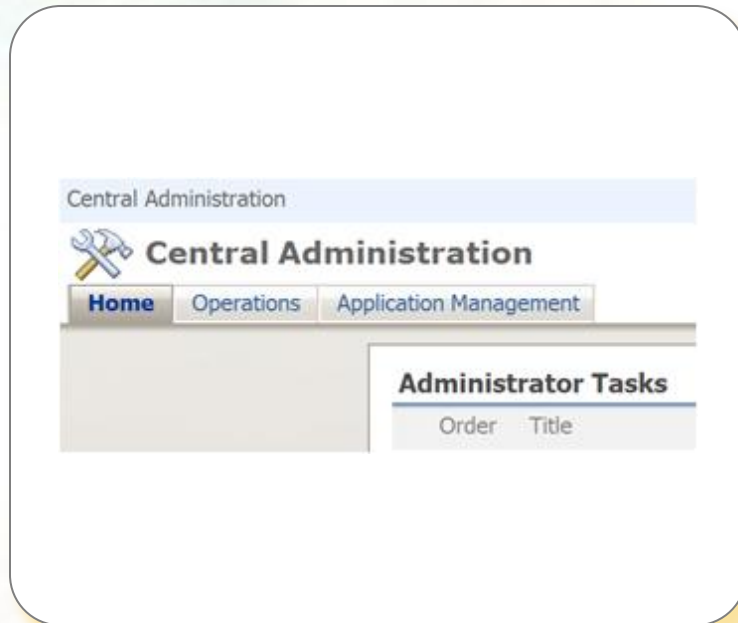 Central Administration
Central Administration
Home Operations Application Management
Administrator Tasks
Order Title